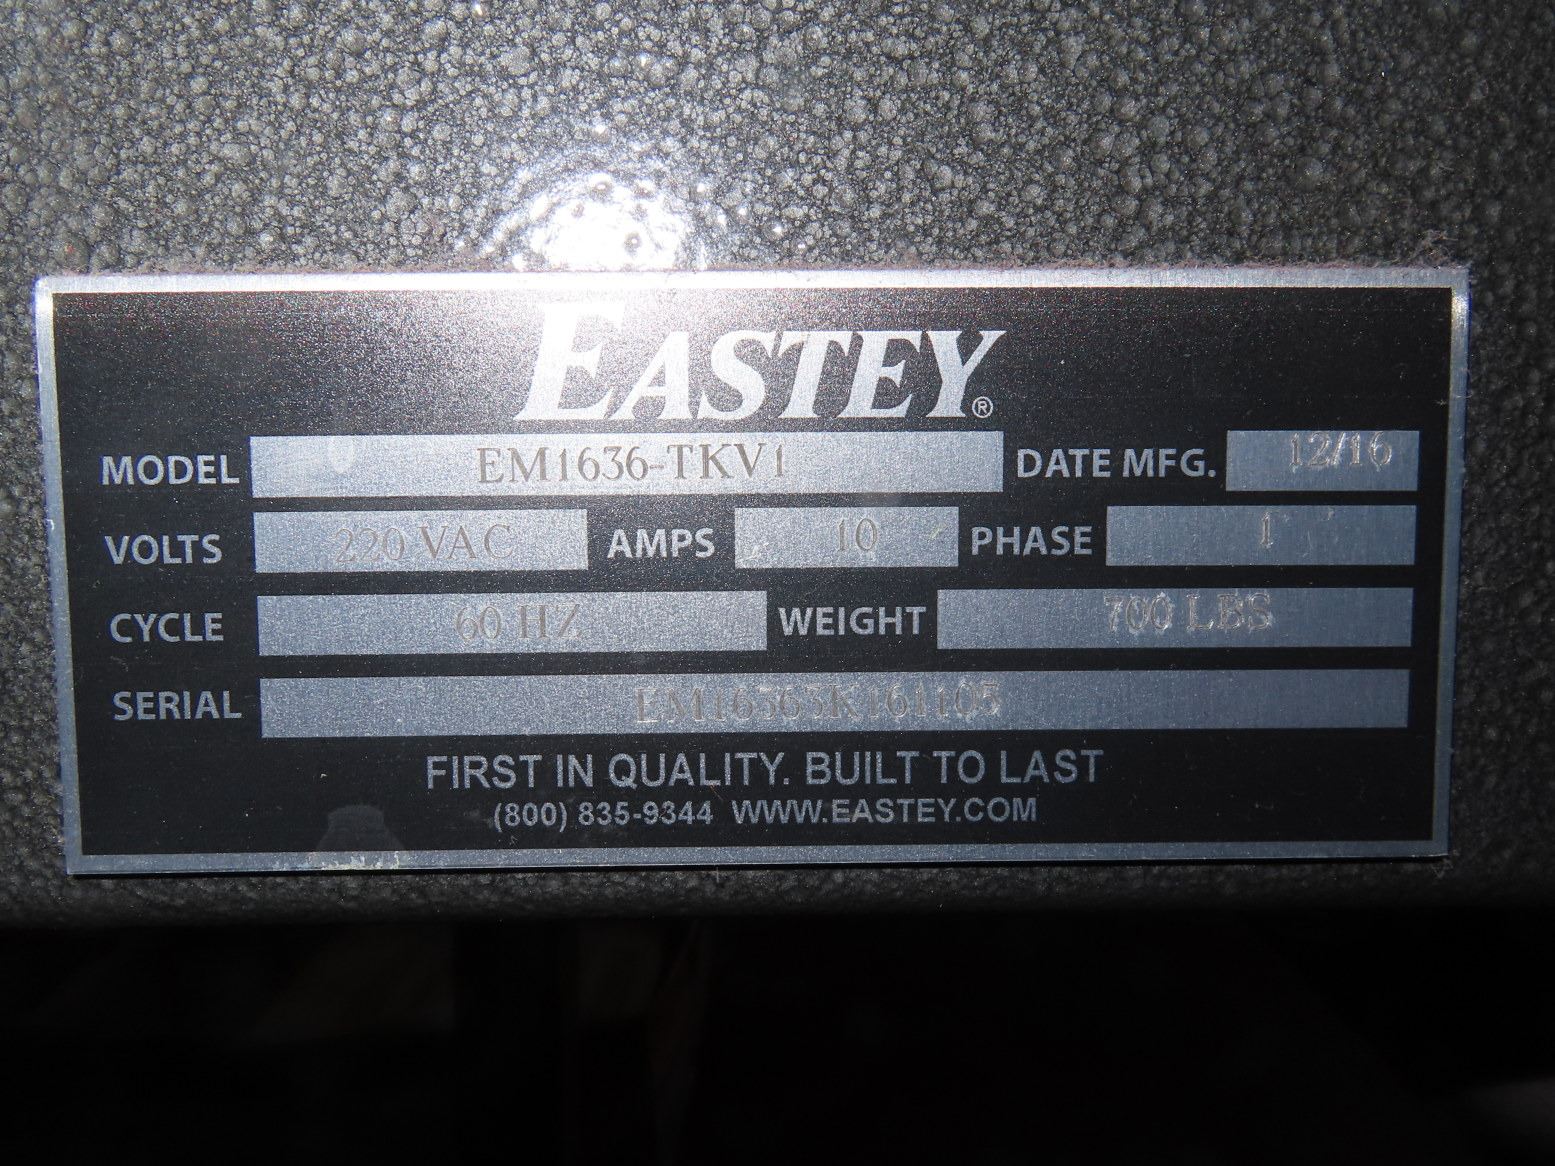 EASTEY®
MODEL EM1636-TKV1 DATE MFG. 12/16
VOLTS 220 VAC AMPS 10 PHASE 1
CYCLE 60 HZ WEIGHT 700 LBS
SERIAL EM16363K161105
FIRST IN QUALITY. BUILT TO LAST
(800) 835-9344 WWW.EASTEY.COM